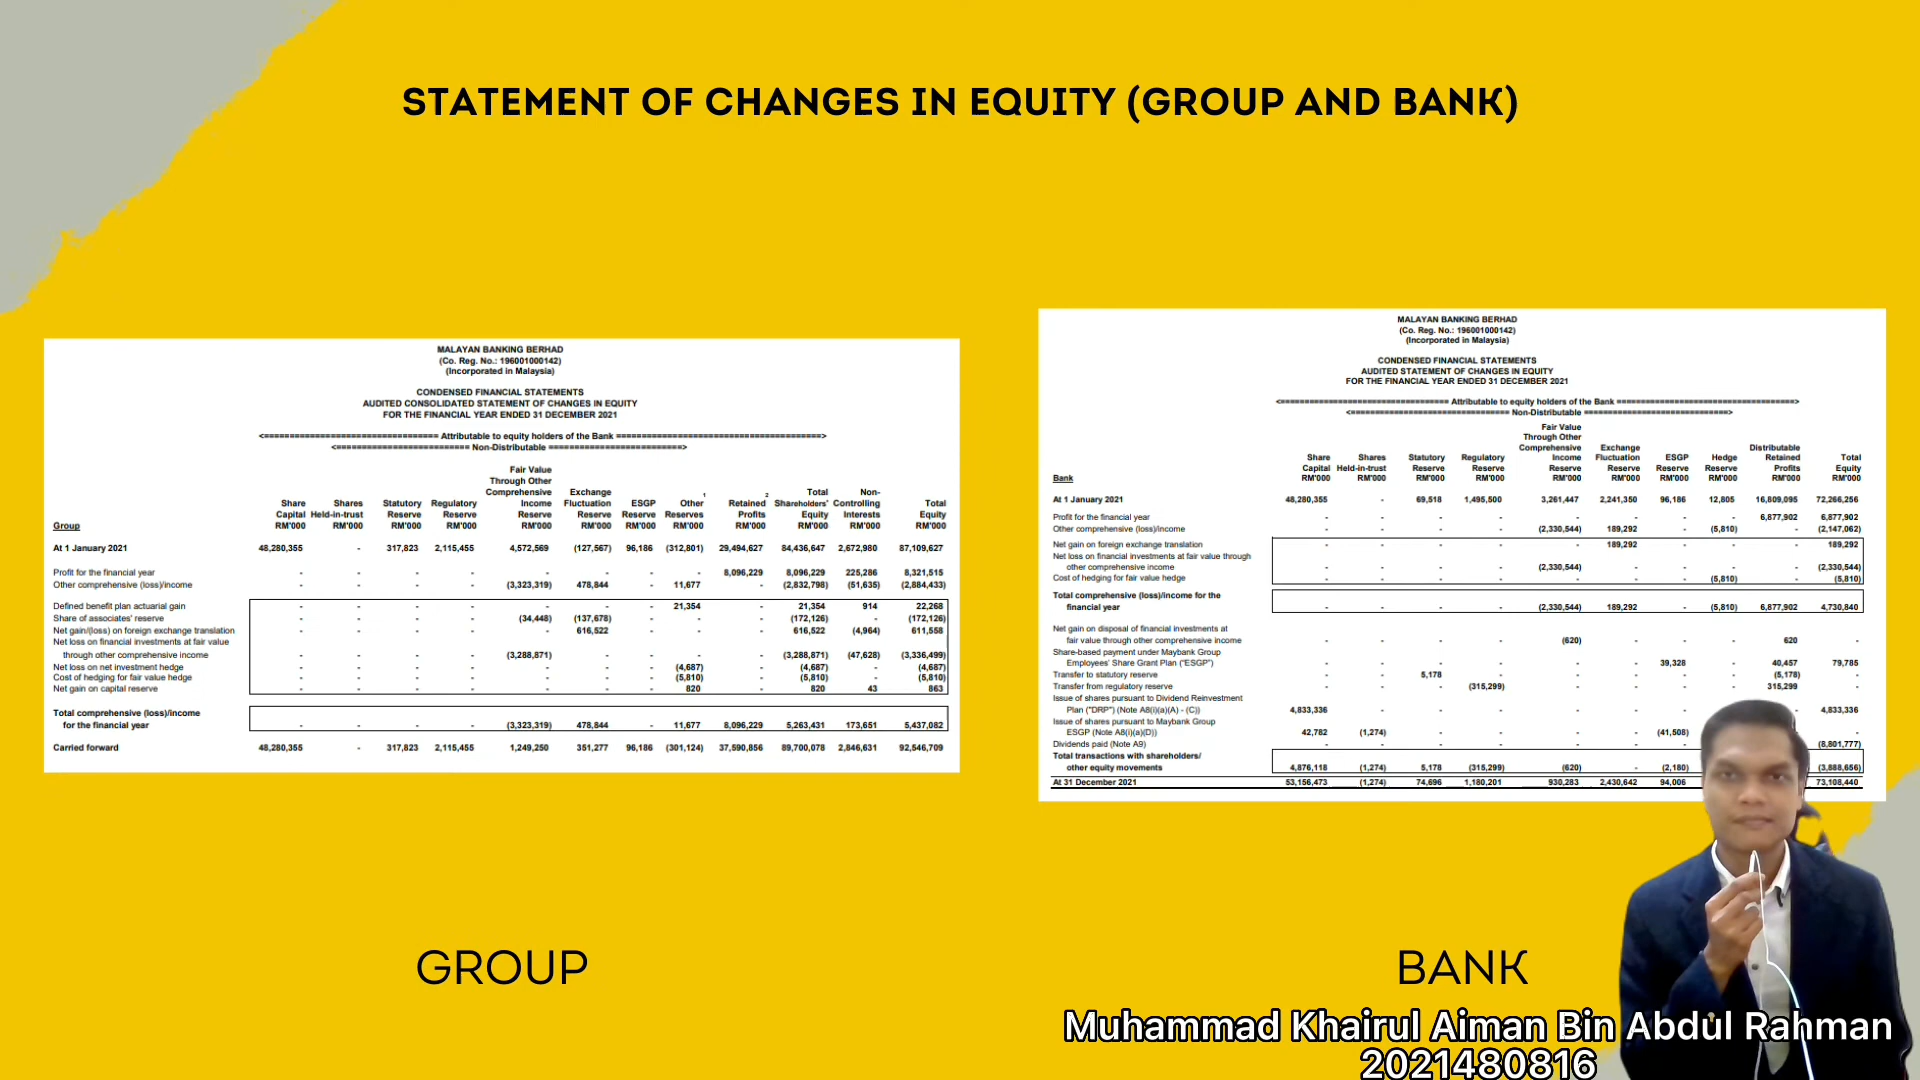 STATEMENT OF CHANGES IN EQUITY (GROUP AND BANK)
MALAYAN BANKING BERHAD
(Co. Reg. No.: 196001000142)
(Incorporated in Malaysia)
CONDENSED FINANCIAL STATEMENTS
AUDITED CONSOLIDATED STATEMENT OF CHANGES IN EQUITY
FOR THE FINANCIAL YEAR ENDED 31 DECEMBER 2021
Attributable to equity holders of the Bank
Non-Distributable
Fair Value
Through Other
Comprehensive Exchange 1 2 Total Non-
Share Shares Statutory Regulatory Income Fluctuation ESGP Other Retained Shareholders' Controlling Total
Capital Held-in-trust Reserve Reserve Reserve Reserve Reserve Reserves Profits Equity Interests Equity
Group RM'000 RM'000 RM'000 RM'000 RM'000 RM'000 RM'000 RM'000 RM'000 RM'000 RM'000 RM'000
At 1 January 2021 48,280,355 - 317,823 2,115,455 4,572,569 (127,567) 96,186 (312,801) 29,494,627 84,436,647 2,672,980 87,109,627
Profit for the financial year - - - - - - - - 8,096,229 8,096,229 225,286 8,321,515
Other comprehensive (loss)/income - - - - (3,323,319) 478,844 - 11,677 - (2,832,798) (51,635) (2,884,433)
Defined benefit plan actuarial gain - - - - - - - 21,354 - 21,354 914 22,268
Share of associates' reserve - - - - (34,448) (137,678) - - - (172,126) - (172,126)
Net gain/(loss) on foreign exchange translation - - - - - 616,522 - - - 616,522 (4,964) 611,558
Net loss on financial investments at fair value
through other comprehensive income - - - - (3,288,871) - - - - (3,288,871) (47,628) (3,336,499)
Net loss on net investment hedge - - - - - - - (4,687) - (4,687) - (4,687)
Cost of hedging for fair value hedge - - - - - - - (5,810) - (5,810) - (5,810)
Net gain on capital reserve - - - - - - - 820 - 820 43 863
Total comprehensive (loss)/income
for the financial year - - - - (3,323,319) 478,844 - 11,677 8,096,229 5,263,431 173,651 5,437,082
Carried forward 48,280,355 - 317,823 2,115,455 1,249,250 351,277 96,186 (301,124) 37,590,856 89,700,078 2,846,631 92,546,709
MALAYAN BANKING BERHAD
(Co. Reg. No.: 196001000142)
(Incorporated in Malaysia)
CONDENSED FINANCIAL STATEMENTS
AUDITED STATEMENT OF CHANGES IN EQUITY
FOR THE FINANCIAL YEAR ENDED 31 DECEMBER 2021
Attributable to equity holders of the Bank
Non-Distributable
Fair Value
Through Other
Comprehensive Exchange Distributable
Share Shares Statutory Regulatory Income Fluctuation ESGP Hedge Retained Total
Capital Held-in-trust Reserve Reserve Reserve Reserve Reserve Reserve Profits Equity
Bank RM'000 RM'000 RM'000 RM'000 RM'000 RM'000 RM'000 RM'000 RM'000 RM'000
At 1 January 2021 48,280,355 - 69,518 1,495,500 3,261,447 2,241,350 96,186 12,805 16,809,095 72,266,256
Profit for the financial year - - - - - - - - 6,877,902 6,877,902
Other comprehensive (loss)/income - - - - (2,330,544) 189,292 - (5,810) - (2,147,062)
Net gain on foreign exchange translation - - - - - 189,292 - - - 189,292
Net loss on financial investments at fair value through
other comprehensive income - - - - (2,330,544) - - - - (2,330,544)
Cost of hedging for fair value hedge - - - - - - - (5,810) - (5,810)
Total comprehensive (loss)/income for the
financial year - - - - (2,330,544) 189,292 - (5,810) 6,877,902 4,730,840
Net gain on disposal of financial investments at
fair value through other comprehensive income - - - - (620) - - - 620 -
Share-based payment under Maybank Group
Employees' Share Grant Plan ("ESGP") - - - - - - 39,328 - 40,457 79,785
Transfer to statutory reserve - - 5,178 - - - - - (5,178) -
Transfer from regulatory reserve - - - (315,299) - - - - 315,299 -
Issue of shares pursuant to Dividend Reinvestment
Plan ("DRP") (Note A8(i)(a)(A) - (C)) 4,833,336 - - - - - - - - 4,833,336
Issue of shares pursuant to Maybank Group
ESGP (Note A8(i)(a)(D)) 42,782 (1,274) - - - - (41,508) -
Dividends paid (Note A9) - - - - - - - (8,801,777)
Total transactions with shareholders/
other equity movements 4,876,118 (1,274) 5,178 (315,299) (620) - (2,180) (3,888,656)
At 31 December 2021 53,156,473 (1,274) 74,696 1,180,201 930,283 2,430,642 94,006 73,108,440
GROUP
BANK
Muhammad Khairul Aiman Bin Abdul Rahman
2021480816